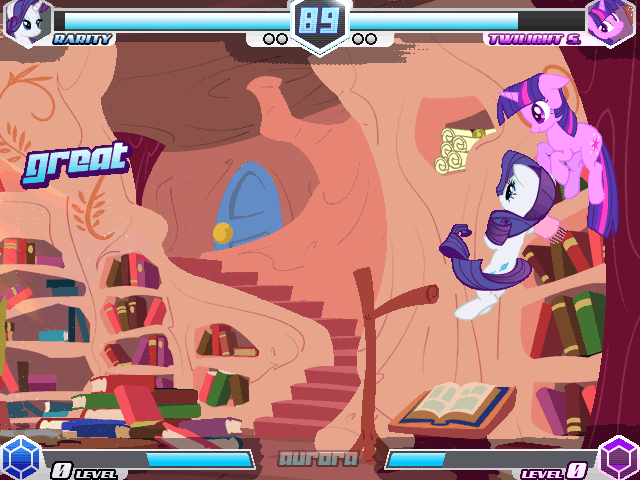 89
RARITY
TWILIGHT S.
great
0 LEVEL
aurora
LEVEL 0